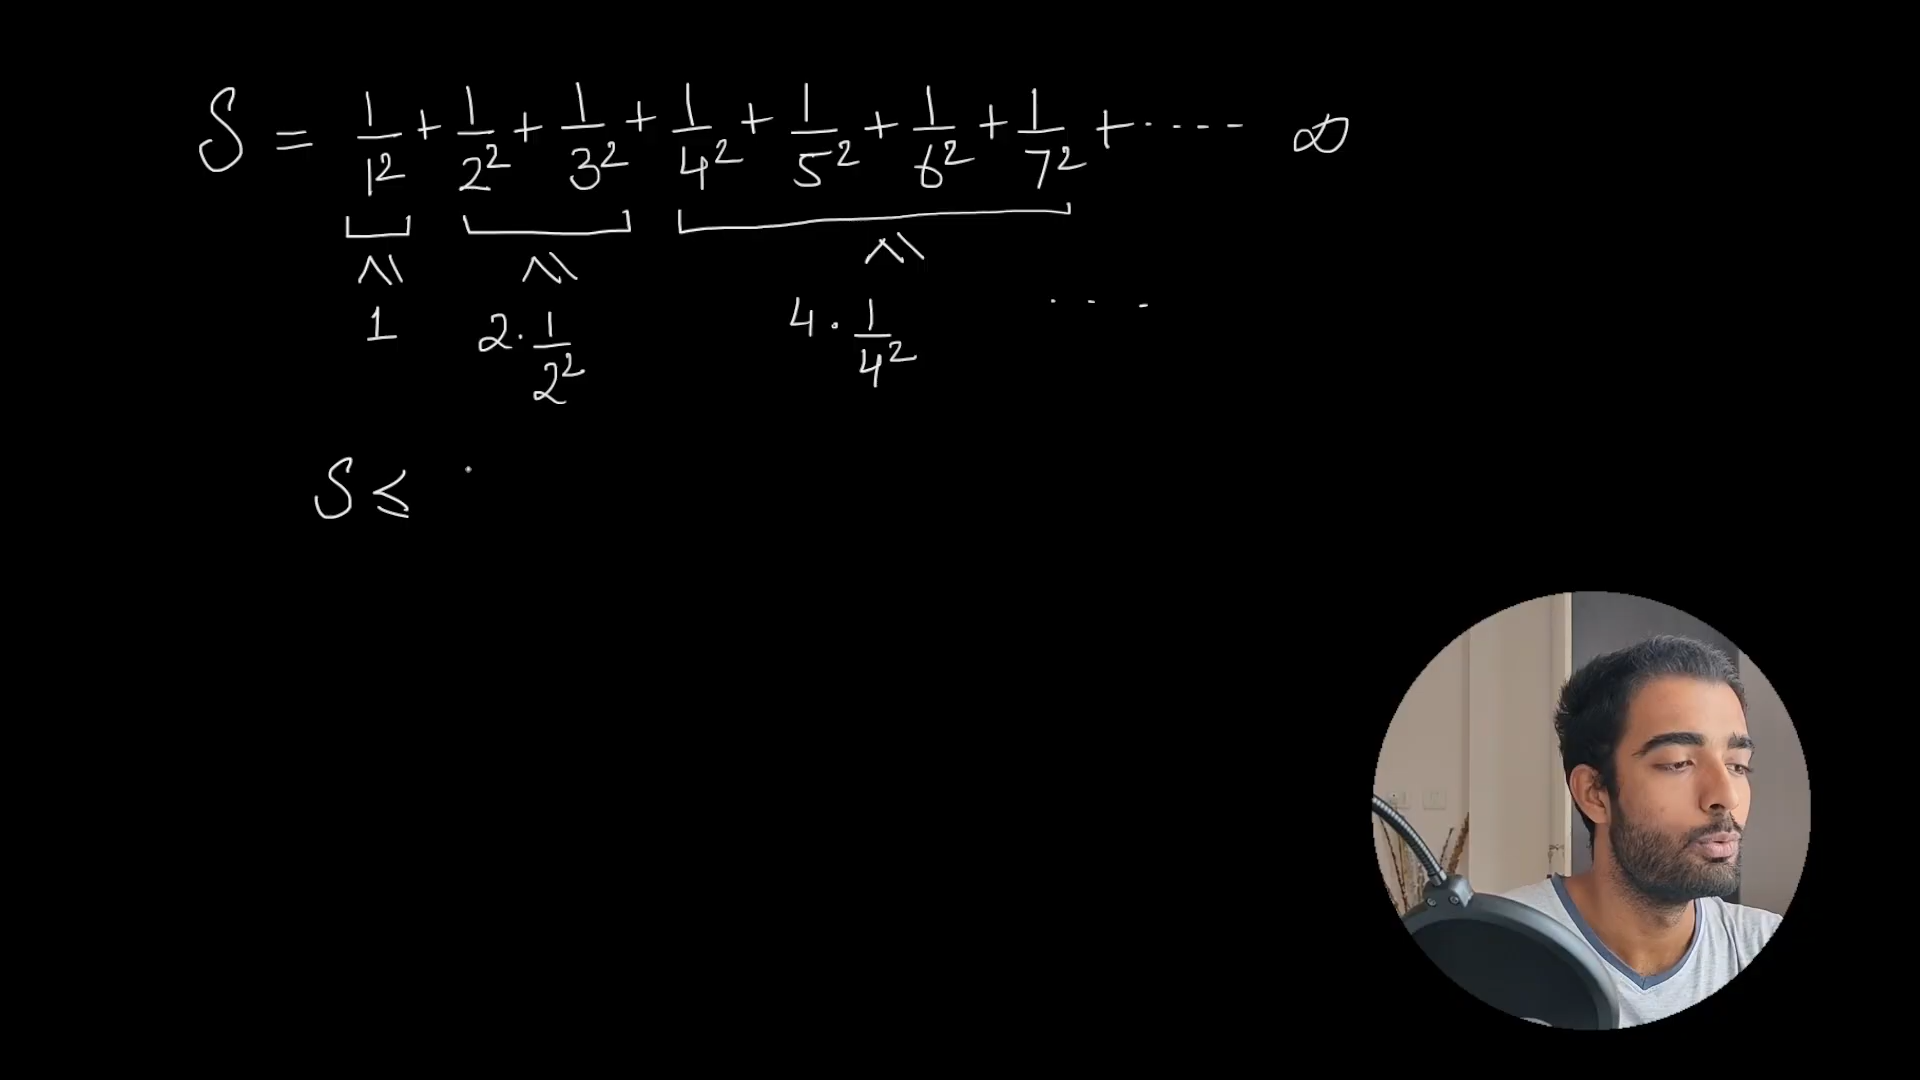 S = 1/1² + 1/2² + 1/3² + 1/4² + 1/5² + 1/6² + 1/7² + ..... ∞
≤ ≤ ≤
1 2·1/2² 4·1/4² ...
S ≤